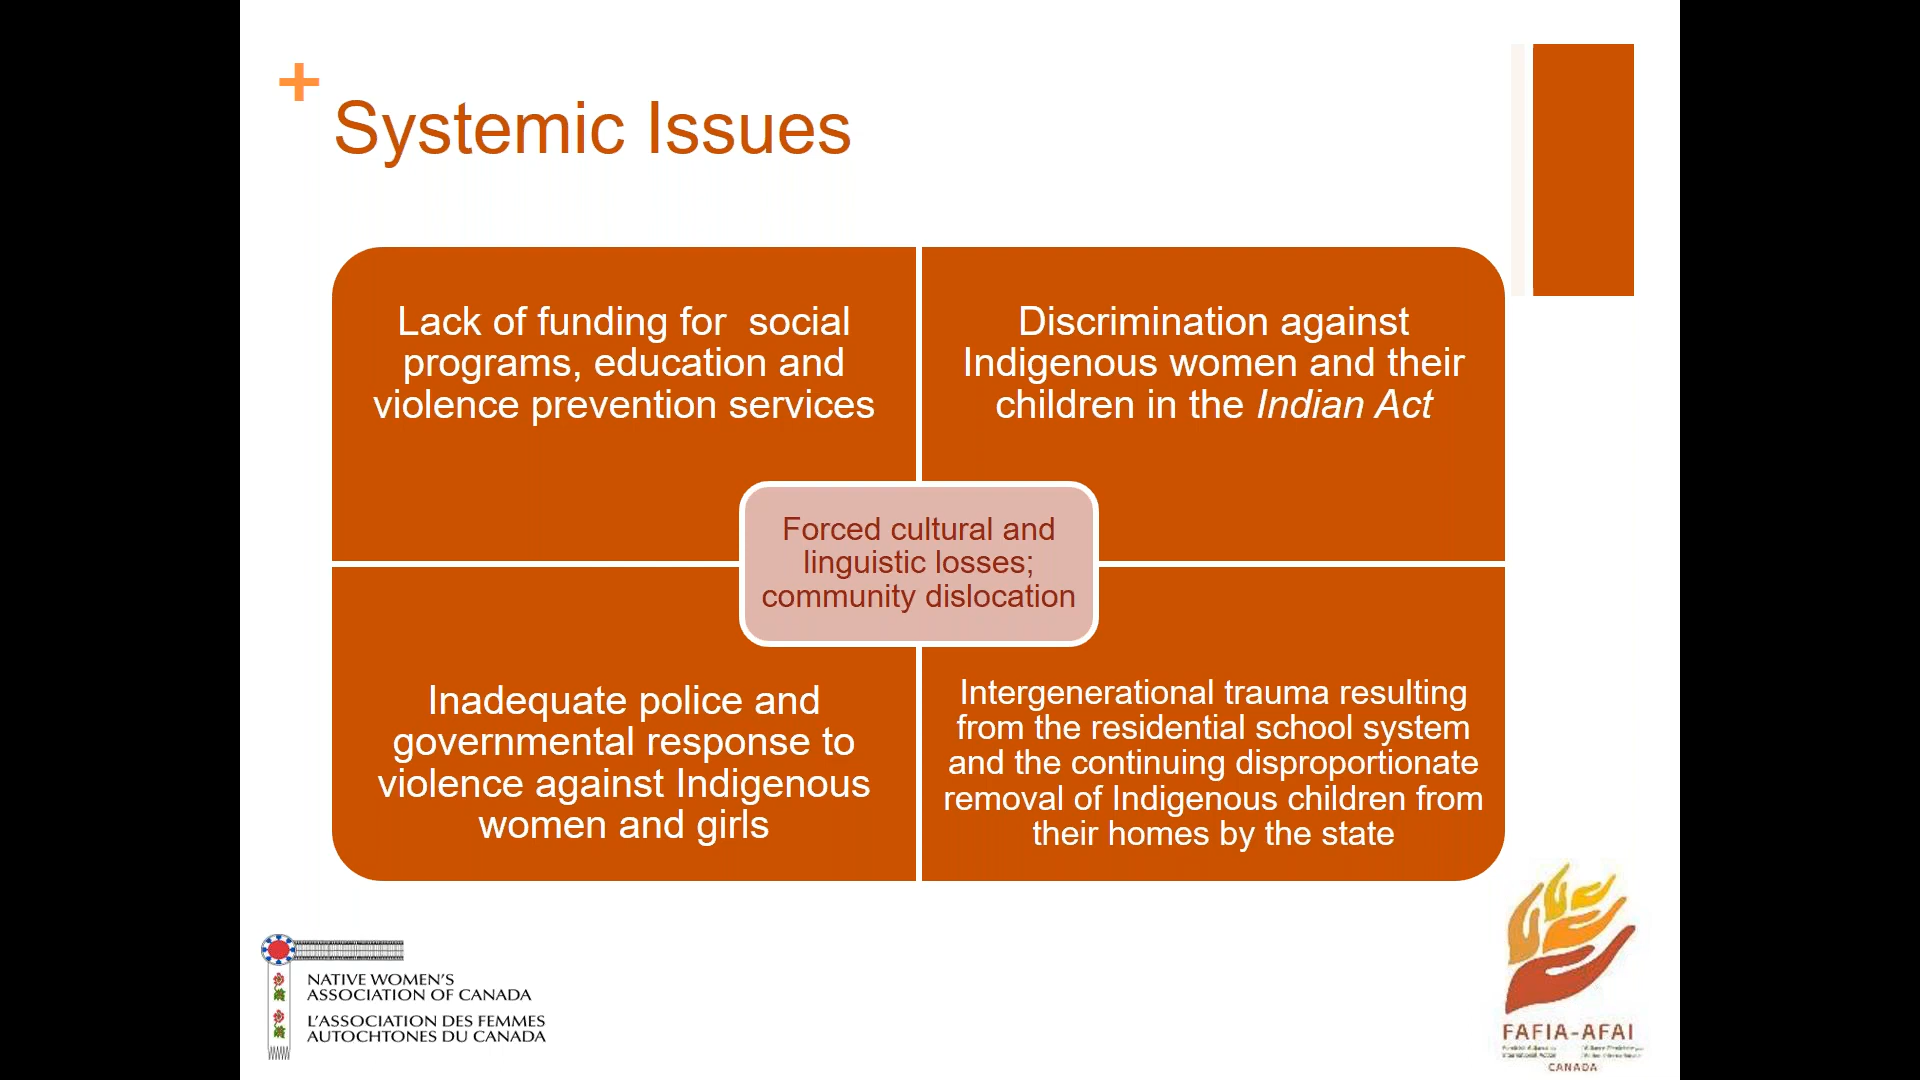 +
Systemic Issues
Lack of funding for  social
programs, education and
violence prevention services
Discrimination against
Indigenous women and their
children in the Indian Act
Forced cultural and
linguistic losses;
community dislocation
Inadequate police and
governmental response to
violence against Indigenous
women and girls
Intergenerational trauma resulting
from the residential school system
and the continuing disproportionate
removal of Indigenous children from
their homes by the state
NATIVE WOMEN'S
ASSOCIATION OF CANADA
L'ASSOCIATION DES FEMMES
AUTOCHTONES DU CANADA
FAFIA-AFAI
CANADA